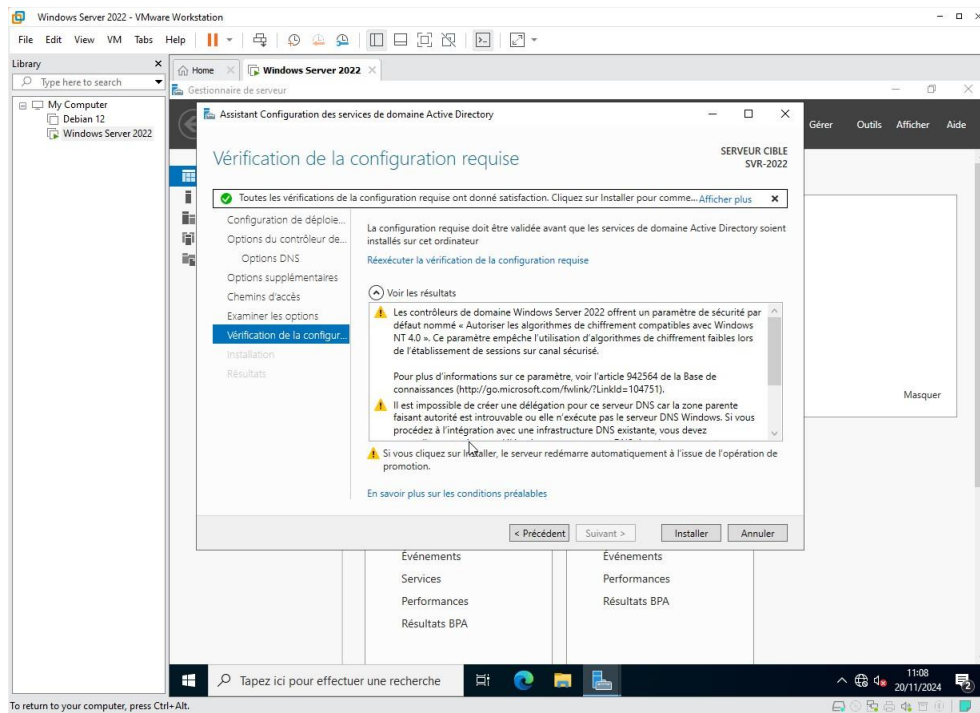 Windows Server 2022 - VMware Workstation
File Edit View VM Tabs Help
Library
Type here to search
My Computer
Debian 12
Windows Server 2022
Home
Windows Server 2022
Gestionnaire de serveur
Gérer Outils Afficher Aide
Assistant Configuration des services de domaine Active Directory
Vérification de la configuration requise
SERVEUR CIBLE
SVR-2022
Toutes les vérifications de la configuration requise ont donné satisfaction. Cliquez sur Installer pour comme... Afficher plus
Configuration de déploie...
Options du contrôleur de...
Options DNS
Options supplémentaires
Chemins d'accès
Examiner les options
Vérification de la configur...
Installation
Résultats
La configuration requise doit être validée avant que les services de domaine Active Directory soient
installés sur cet ordinateur
Réexécuter la vérification de la configuration requise
Voir les résultats
Les contrôleurs de domaine Windows Server 2022 offrent un paramètre de sécurité par
défaut nommé « Autoriser les algorithmes de chiffrement compatibles avec Windows
NT 4.0 ». Ce paramètre empêche l'utilisation d'algorithmes de chiffrement faibles lors
de l'établissement de sessions sur canal sécurisé.
Pour plus d'informations sur ce paramètre, voir l'article 942564 de la Base de
connaissances (http://go.microsoft.com/fwlink/?LinkId=104751).
Il est impossible de créer une délégation pour ce serveur DNS car la zone parente
faisant autorité est introuvable ou elle n'exécute pas le serveur DNS Windows. Si vous
procédez à l'intégration avec une infrastructure DNS existante, vous devez
Si vous cliquez sur Installer, le serveur redémarre automatiquement à l'issue de l'opération de
promotion.
En savoir plus sur les conditions préalables
< Précédent Suivant > Installer Annuler
Masquer
Événements
Services
Performances
Résultats BPA
Événements
Performances
Résultats BPA
Tapez ici pour effectuer une recherche
11:08
20/11/2024
2
To return to your computer, press Ctrl+Alt.